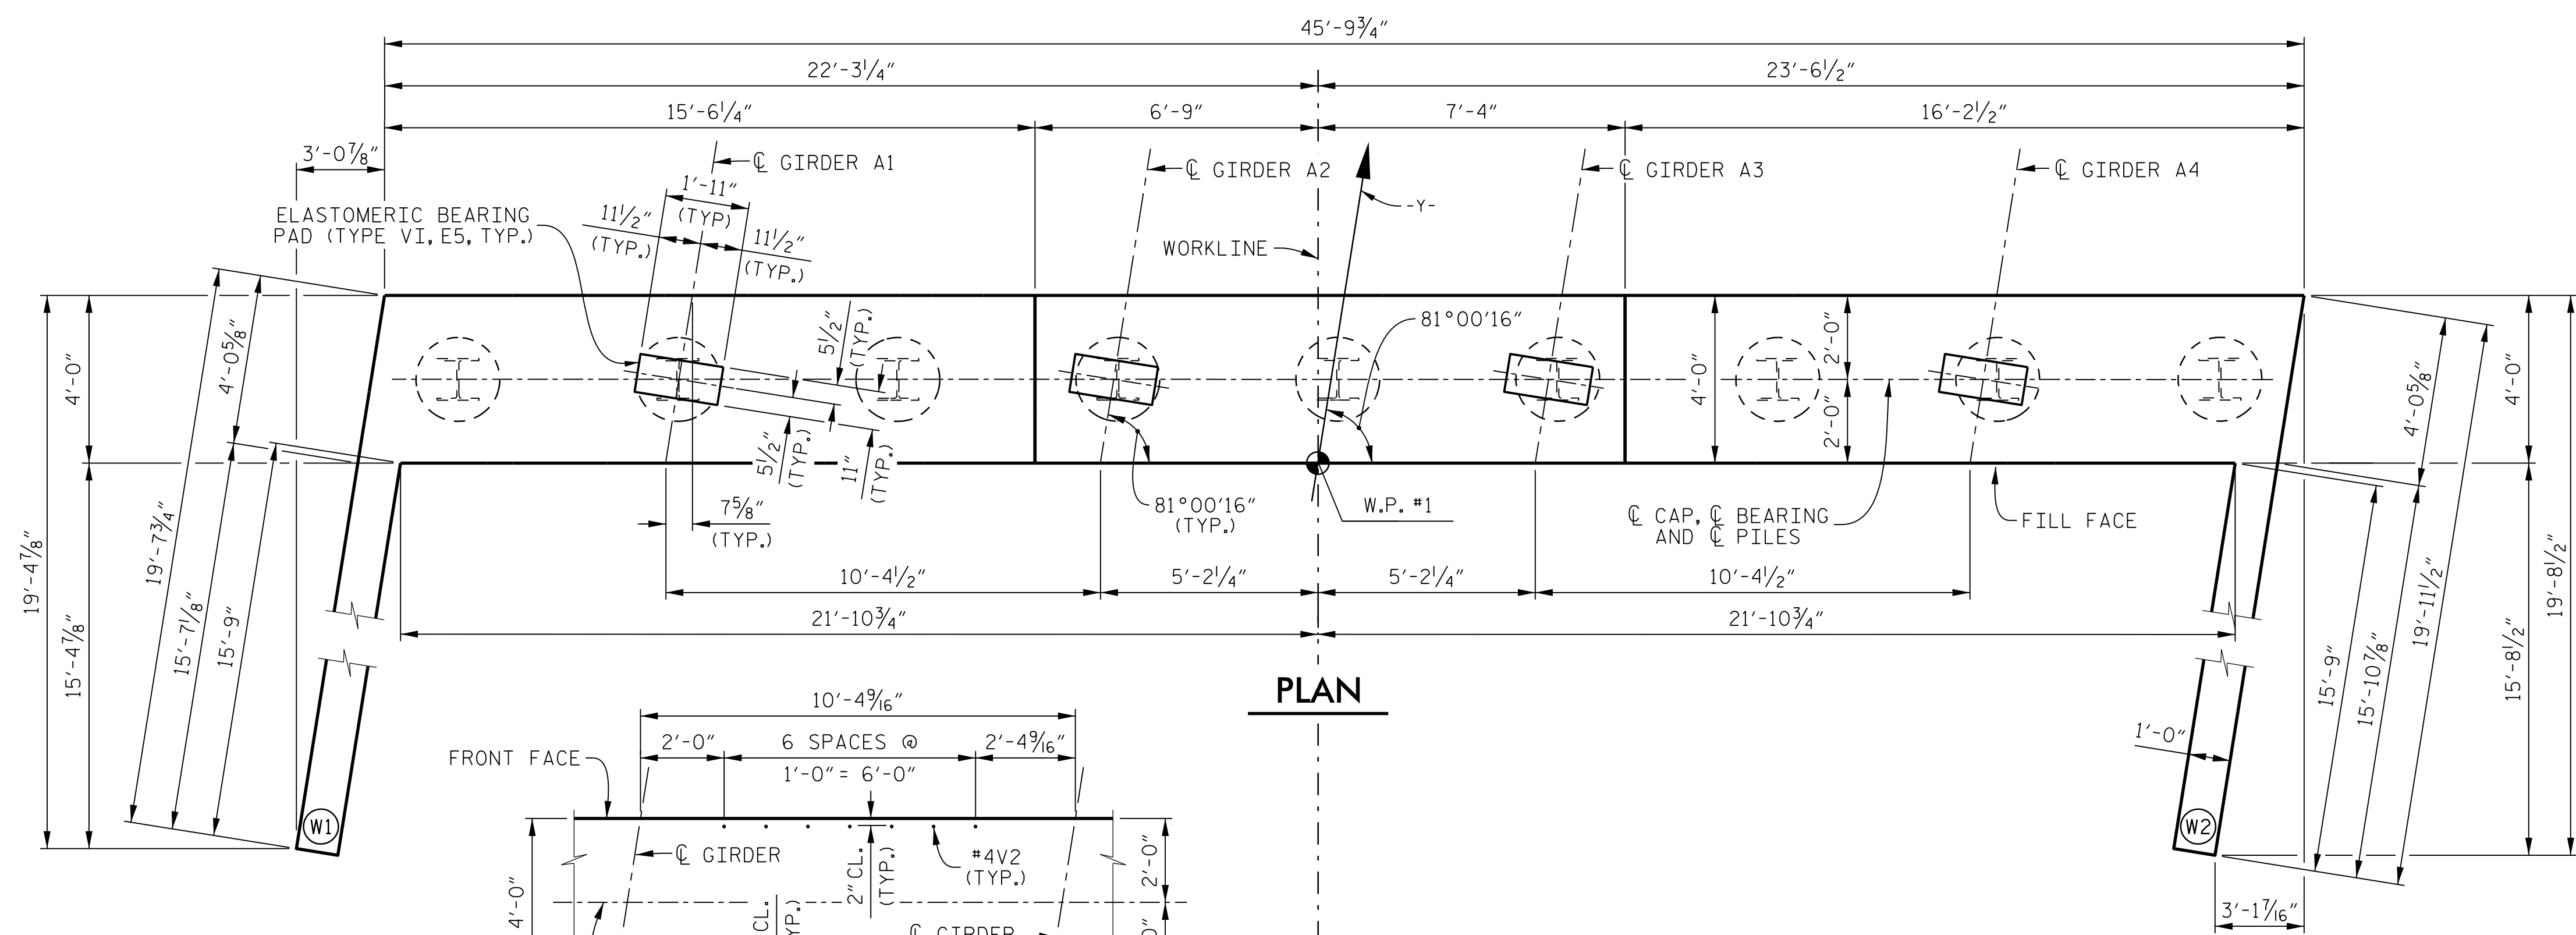 45'-9¾"
22'-3¼"
23'-6½"
15'-6¼"
6'-9"
7'-4"
16'-2½"
3'-0⅞"
℄ GIRDER A1
℄ GIRDER A2
℄ GIRDER A3
℄ GIRDER A4
1'-11"
(TYP)
11½"
(TYP.)
11½"
(TYP.)
ELASTOMERIC BEARING
PAD (TYPE VI, E5, TYP.)
-Y-
WORKLINE
81°00'16"
5½"
(TYP.)
5½"
(TYP.)
11"
(TYP.)
4'-0"
2'-0"
2'-0"
4'-0⅝"
4'-0"
19'-4⅞"
15'-4⅞"
19'-7¾"
15'-7⅛"
15'-9"
4'-0⅝"
4'-0"
19'-8½"
15'-8½"
19'-11½"
15'-10⅞"
15'-9"
7⅝"
(TYP.)
81°00'16"
(TYP.)
W.P. #1
℄ CAP, ℄ BEARING
AND ℄ PILES
FILL FACE
10'-4½"
5'-2¼"
5'-2¼"
10'-4½"
21'-10¾"
21'-10¾"
PLAN
W1
W2
1'-0"
3'-1⁷⁄₁₆"
10'-4⁹⁄₁₆"
2'-0"
6 SPACES @
1'-0" = 6'-0"
2'-4⁹⁄₁₆"
FRONT FACE
℄ GIRDER
2" CL.
(TYP.)
#4V2
(TYP.)
2'-0"
4'-0"
CL.
℄ GIRDER